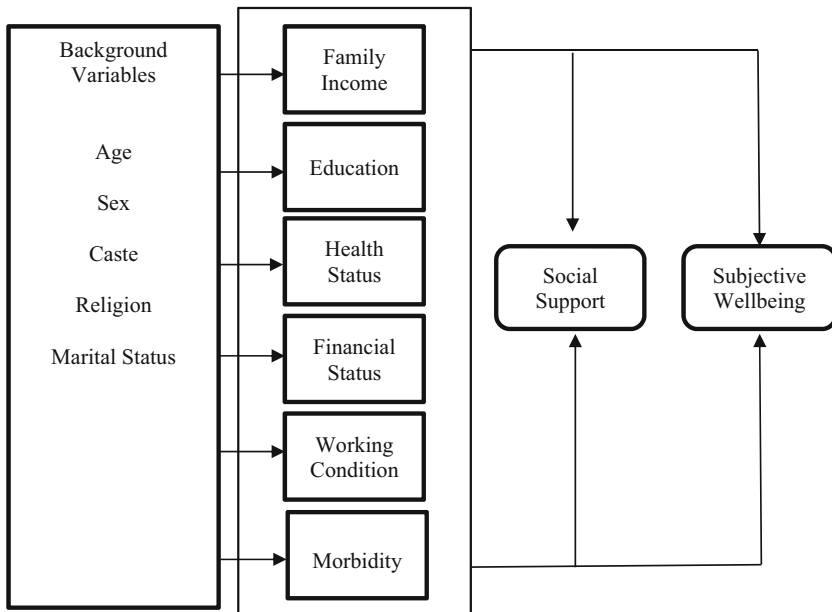 Background
Variables
Age
Sex
Caste
Religion
Marital Status
Family
Income
Education
Health
Status
Financial
Status
Working
Condition
Morbidity
Social
Support
Subjective
Wellbeing